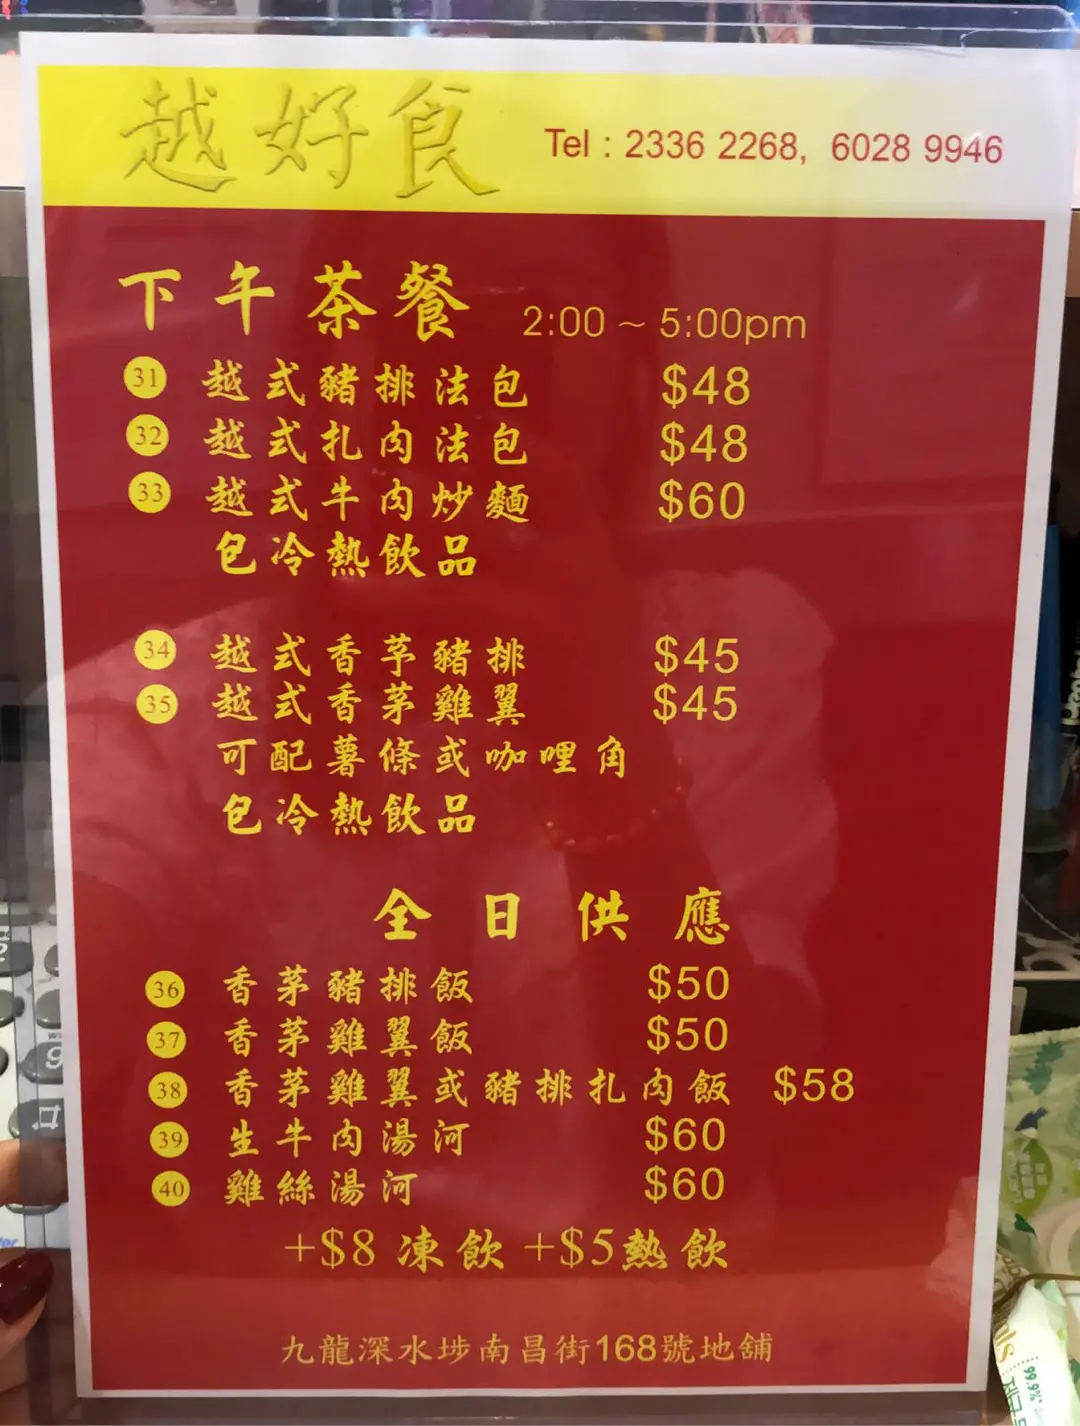 越好食 Tel : 2336 2268, 6028 9946
下午茶餐 2:00 ~ 5:00pm
31 越式豬排法包 $48
32 越式扎肉法包 $48
33 越式牛肉炒麵 $60
包冷熱飲品
34 越式香芧豬排 $45
35 越式香茅雞翼 $45
可配薯條或咖哩角
包冷熱飲品
全日供應
36 香茅豬排飯 $50
37 香茅雞翼飯 $50
38 香茅雞翼或豬排扎肉飯 $58
39 生牛肉湯河 $60
40 雞絲湯河 $60
+$8 凍飲 +$5熱飲
九龍深水埗南昌街168號地舖
99.9%